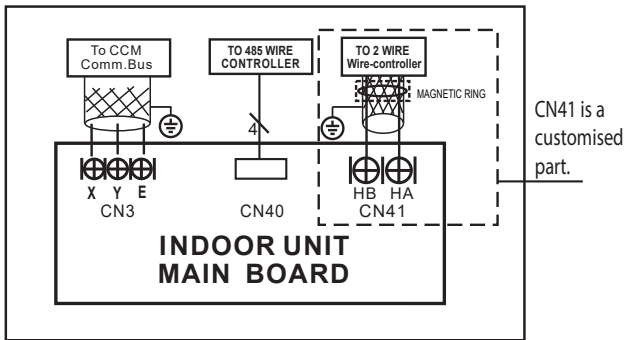 To CCM
Comm.Bus
TO 485 WIRE
CONTROLLER
TO 2 WIRE
Wire-controller
MAGNETIC RING
4
X Y E
CN3
CN40
HB HA
CN41
INDOOR UNIT
MAIN BOARD
CN41 is a
customised
part.